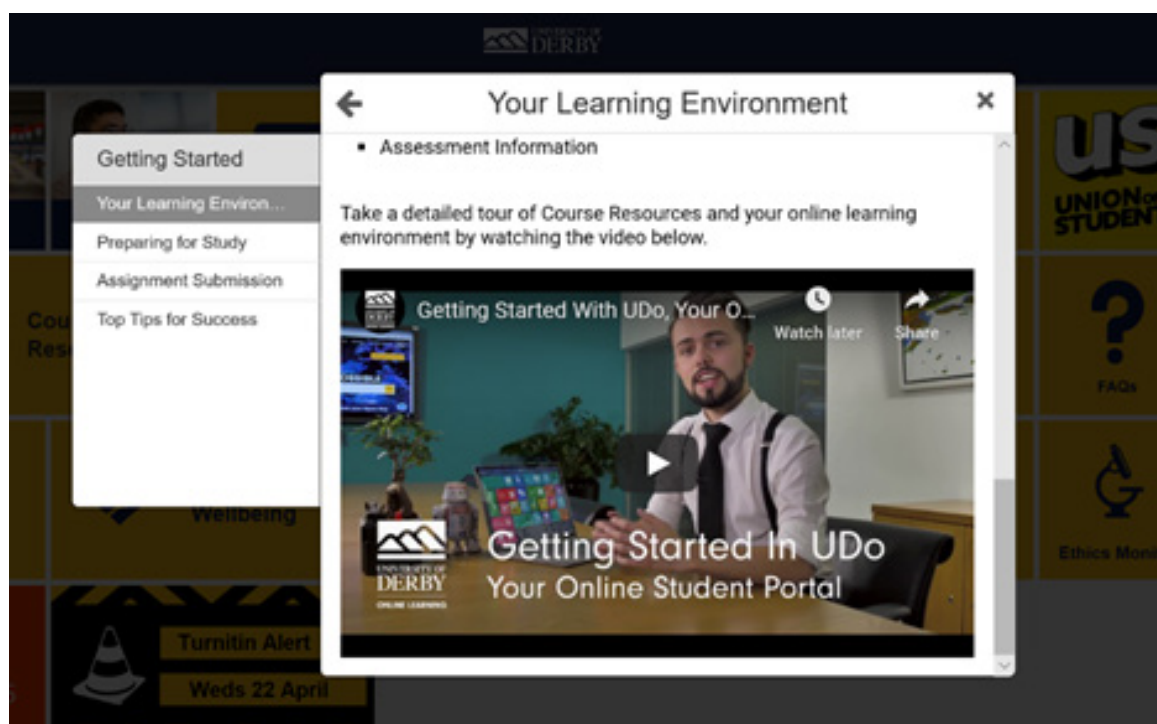 UNIVERSITY OF
DERBY
Your Learning Environment
Getting Started
Your Learning Environ...
Preparing for Study
Assignment Submission
Top Tips for Success
Assessment Information
Take a detailed tour of Course Resources and your online learning
environment by watching the video below.
Getting Started With UDo, Your O...
Watch later
Share
Getting Started In UDo
Your Online Student Portal
UNIVERSITY OF
DERBY
ONLINE LEARNING
US
UNION OF
STUDENT
Cou
Res
FAQs
Wellbeing
Ethics Moni
Turnitin Alert
Weds 22 April